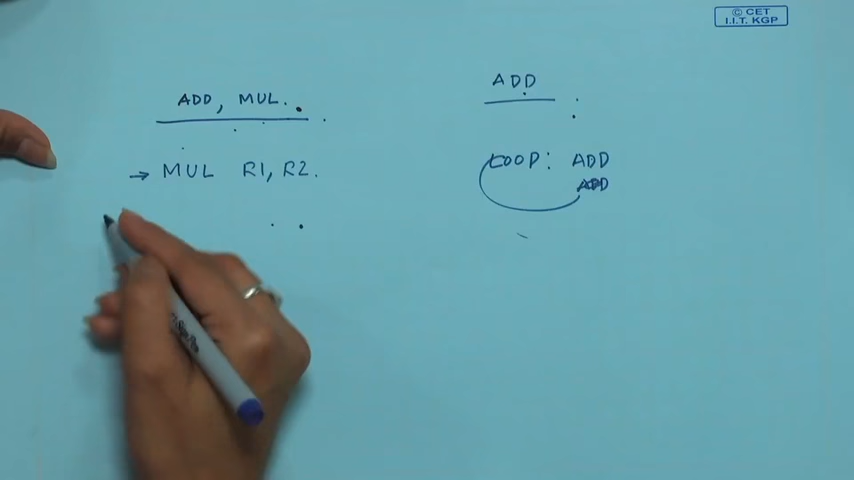 © CET
I.I.T. KGP
ADD, MUL.
→ MUL R1, R2.
ADD
LOOP: ADD
ADD